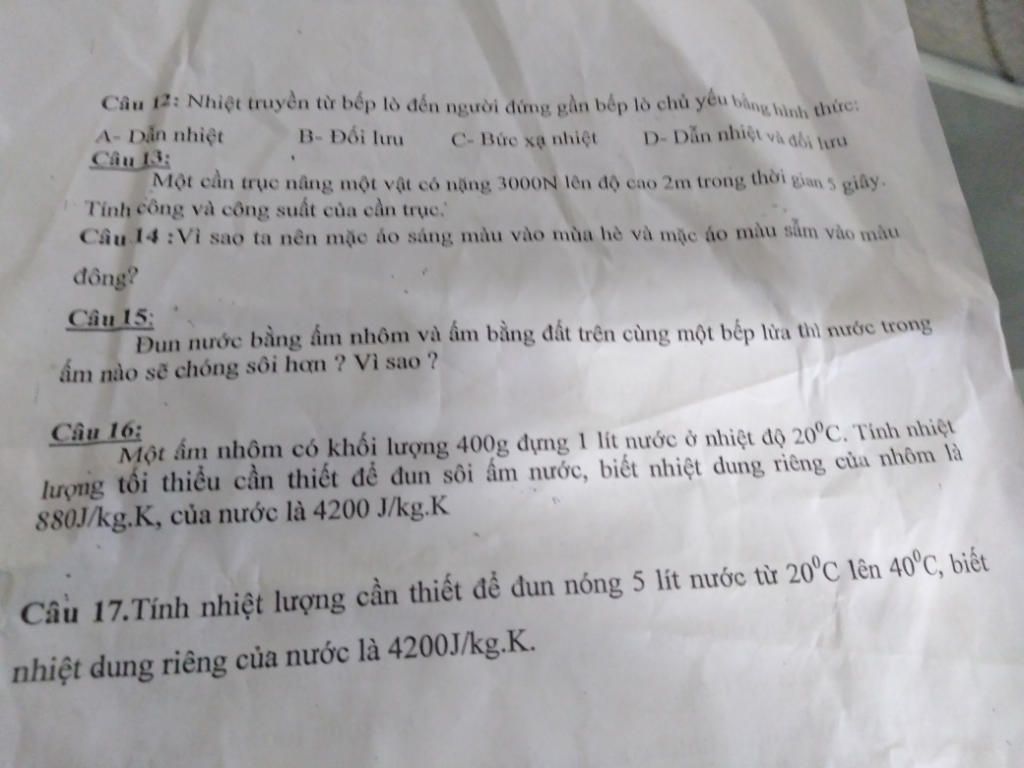 Câu 12: Nhiệt truyền từ bếp lò đến người đứng gần bếp lò chủ yếu bằng hình thức:
A- Dẫn nhiệt B- Đối lưu C- Bức xạ nhiệt D- Dẫn nhiệt và đối lưu
Câu 13:
Một cần trục nâng một vật có nặng 3000N lên độ cao 2m trong thời gian 5 giây.
Tính công và công suất của cần trục.
Câu 14 :Vì sao ta nên mặc áo sáng màu vào mùa hè và mặc áo màu sẫm vào màu
đông?
Câu 15:
Đun nước bằng ấm nhôm và ấm bằng đất trên cùng một bếp lửa thì nước trong
ấm nào sẽ chóng sôi hơn ? Vì sao ?
Câu 16:
Một ấm nhôm có khối lượng 400g đựng 1 lít nước ở nhiệt độ 20⁰C. Tính nhiệt
lượng tối thiểu cần thiết để đun sôi ấm nước, biết nhiệt dung riêng của nhôm là
880J/kg.K, của nước là 4200 J/kg.K
Câu 17.Tính nhiệt lượng cần thiết để đun nóng 5 lít nước từ 20⁰C lên 40⁰C, biết
nhiệt dung riêng của nước là 4200J/kg.K.